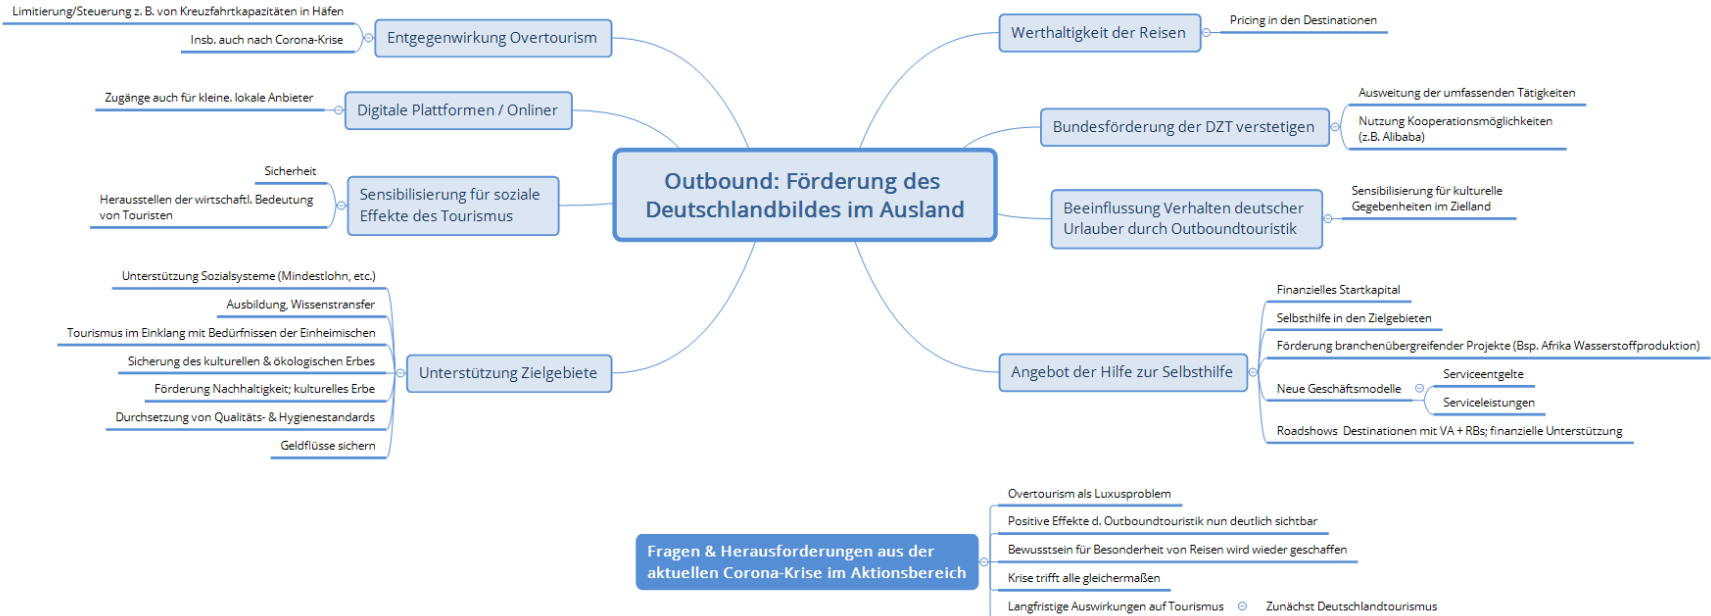 Outbound: Förderung des
Deutschlandbildes im Ausland
Entgegenwirkung Overtourism
Limitierung/Steuerung z. B. von Kreuzfahrtkapazitäten in Häfen
Insb. auch nach Corona-Krise
Digitale Plattformen / Onliner
Zugänge auch für kleine. lokale Anbieter
Sensibilisierung für soziale
Effekte des Tourismus
Sicherheit
Herausstellen der wirtschaftl. Bedeutung
von Touristen
Unterstützung Zielgebiete
Unterstützung Sozialsysteme (Mindestlohn, etc.)
Ausbildung, Wissenstransfer
Tourismus im Einklang mit Bedürfnissen der Einheimischen
Sicherung des kulturellen & ökologischen Erbes
Förderung Nachhaltigkeit; kulturelles Erbe
Durchsetzung von Qualitäts- & Hygienestandards
Geldflüsse sichern
Werthaltigkeit der Reisen
Pricing in den Destinationen
Bundesförderung der DZT verstetigen
Ausweitung der umfassenden Tätigkeiten
Nutzung Kooperationsmöglichkeiten
(z.B. Alibaba)
Beeinflussung Verhalten deutscher
Urlauber durch Outboundtouristik
Sensibilisierung für kulturelle
Gegebenheiten im Zielland
Angebot der Hilfe zur Selbsthilfe
Finanzielles Startkapital
Selbsthilfe in den Zielgebieten
Förderung branchenübergreifender Projekte (Bsp. Afrika Wasserstoffproduktion)
Neue Geschäftsmodelle
Serviceentgelte
Serviceleistungen
Roadshows Destinationen mit VA + RBs; finanzielle Unterstützung
Fragen & Herausforderungen aus der
aktuellen Corona-Krise im Aktionsbereich
Overtourism als Luxusproblem
Positive Effekte d. Outboundtouristik nun deutlich sichtbar
Bewusstsein für Besonderheit von Reisen wird wieder geschaffen
Krise trifft alle gleichermaßen
Langfristige Auswirkungen auf Tourismus
Zunächst Deutschlandtourismus